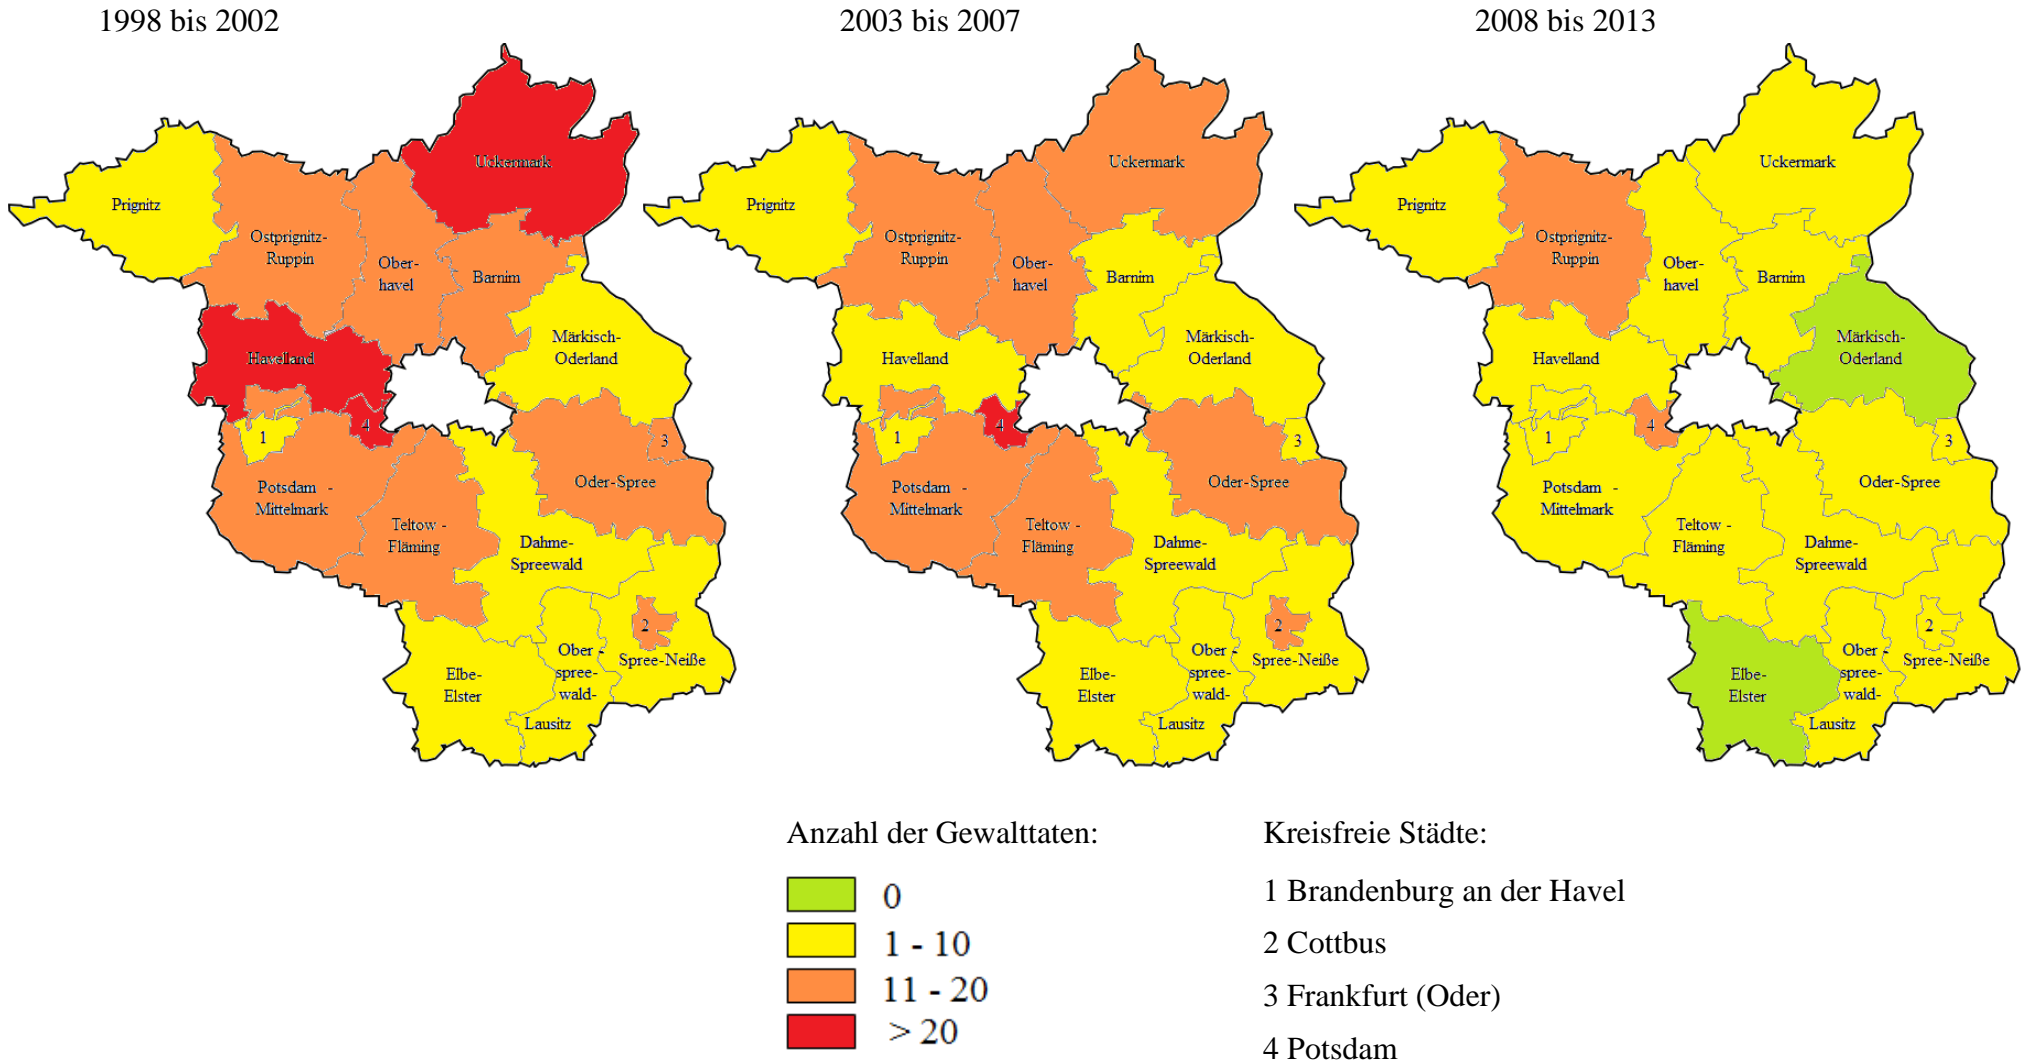 1998 bis 2002
2003 bis 2007
2008 bis 2013
Uckermark
Prignitz
Ostprignitz-
Ruppin
Ober-
havel
Barnim
Havelland
Märkisch-
Oderland
1
4
3
Potsdam -
Mittelmark
Oder-Spree
Teltow -
Fläming
Dahme-
Spreewald
2
Ober -
spree-
wald-
Lausitz
Spree-Neiße
Elbe-
Elster
Uckermark
Prignitz
Ostprignitz-
Ruppin
Ober-
havel
Barnim
Havelland
Märkisch-
Oderland
1
4
3
Potsdam -
Mittelmark
Oder-Spree
Teltow -
Fläming
Dahme-
Spreewald
2
Ober -
spree-
wald-
Lausitz
Spree-Neiße
Elbe-
Elster
Uckermark
Prignitz
Ostprignitz-
Ruppin
Ober-
havel
Barnim
Havelland
Märkisch-
Oderland
1
4
3
Potsdam -
Mittelmark
Oder-Spree
Teltow -
Fläming
Dahme-
Spreewald
2
Ober -
spree-
wald-
Lausitz
Spree-Neiße
Elbe-
Elster
Anzahl der Gewalttaten:
0
1 - 10
11 - 20
> 20
Kreisfreie Städte:
1 Brandenburg an der Havel
2 Cottbus
3 Frankfurt (Oder)
4 Potsdam